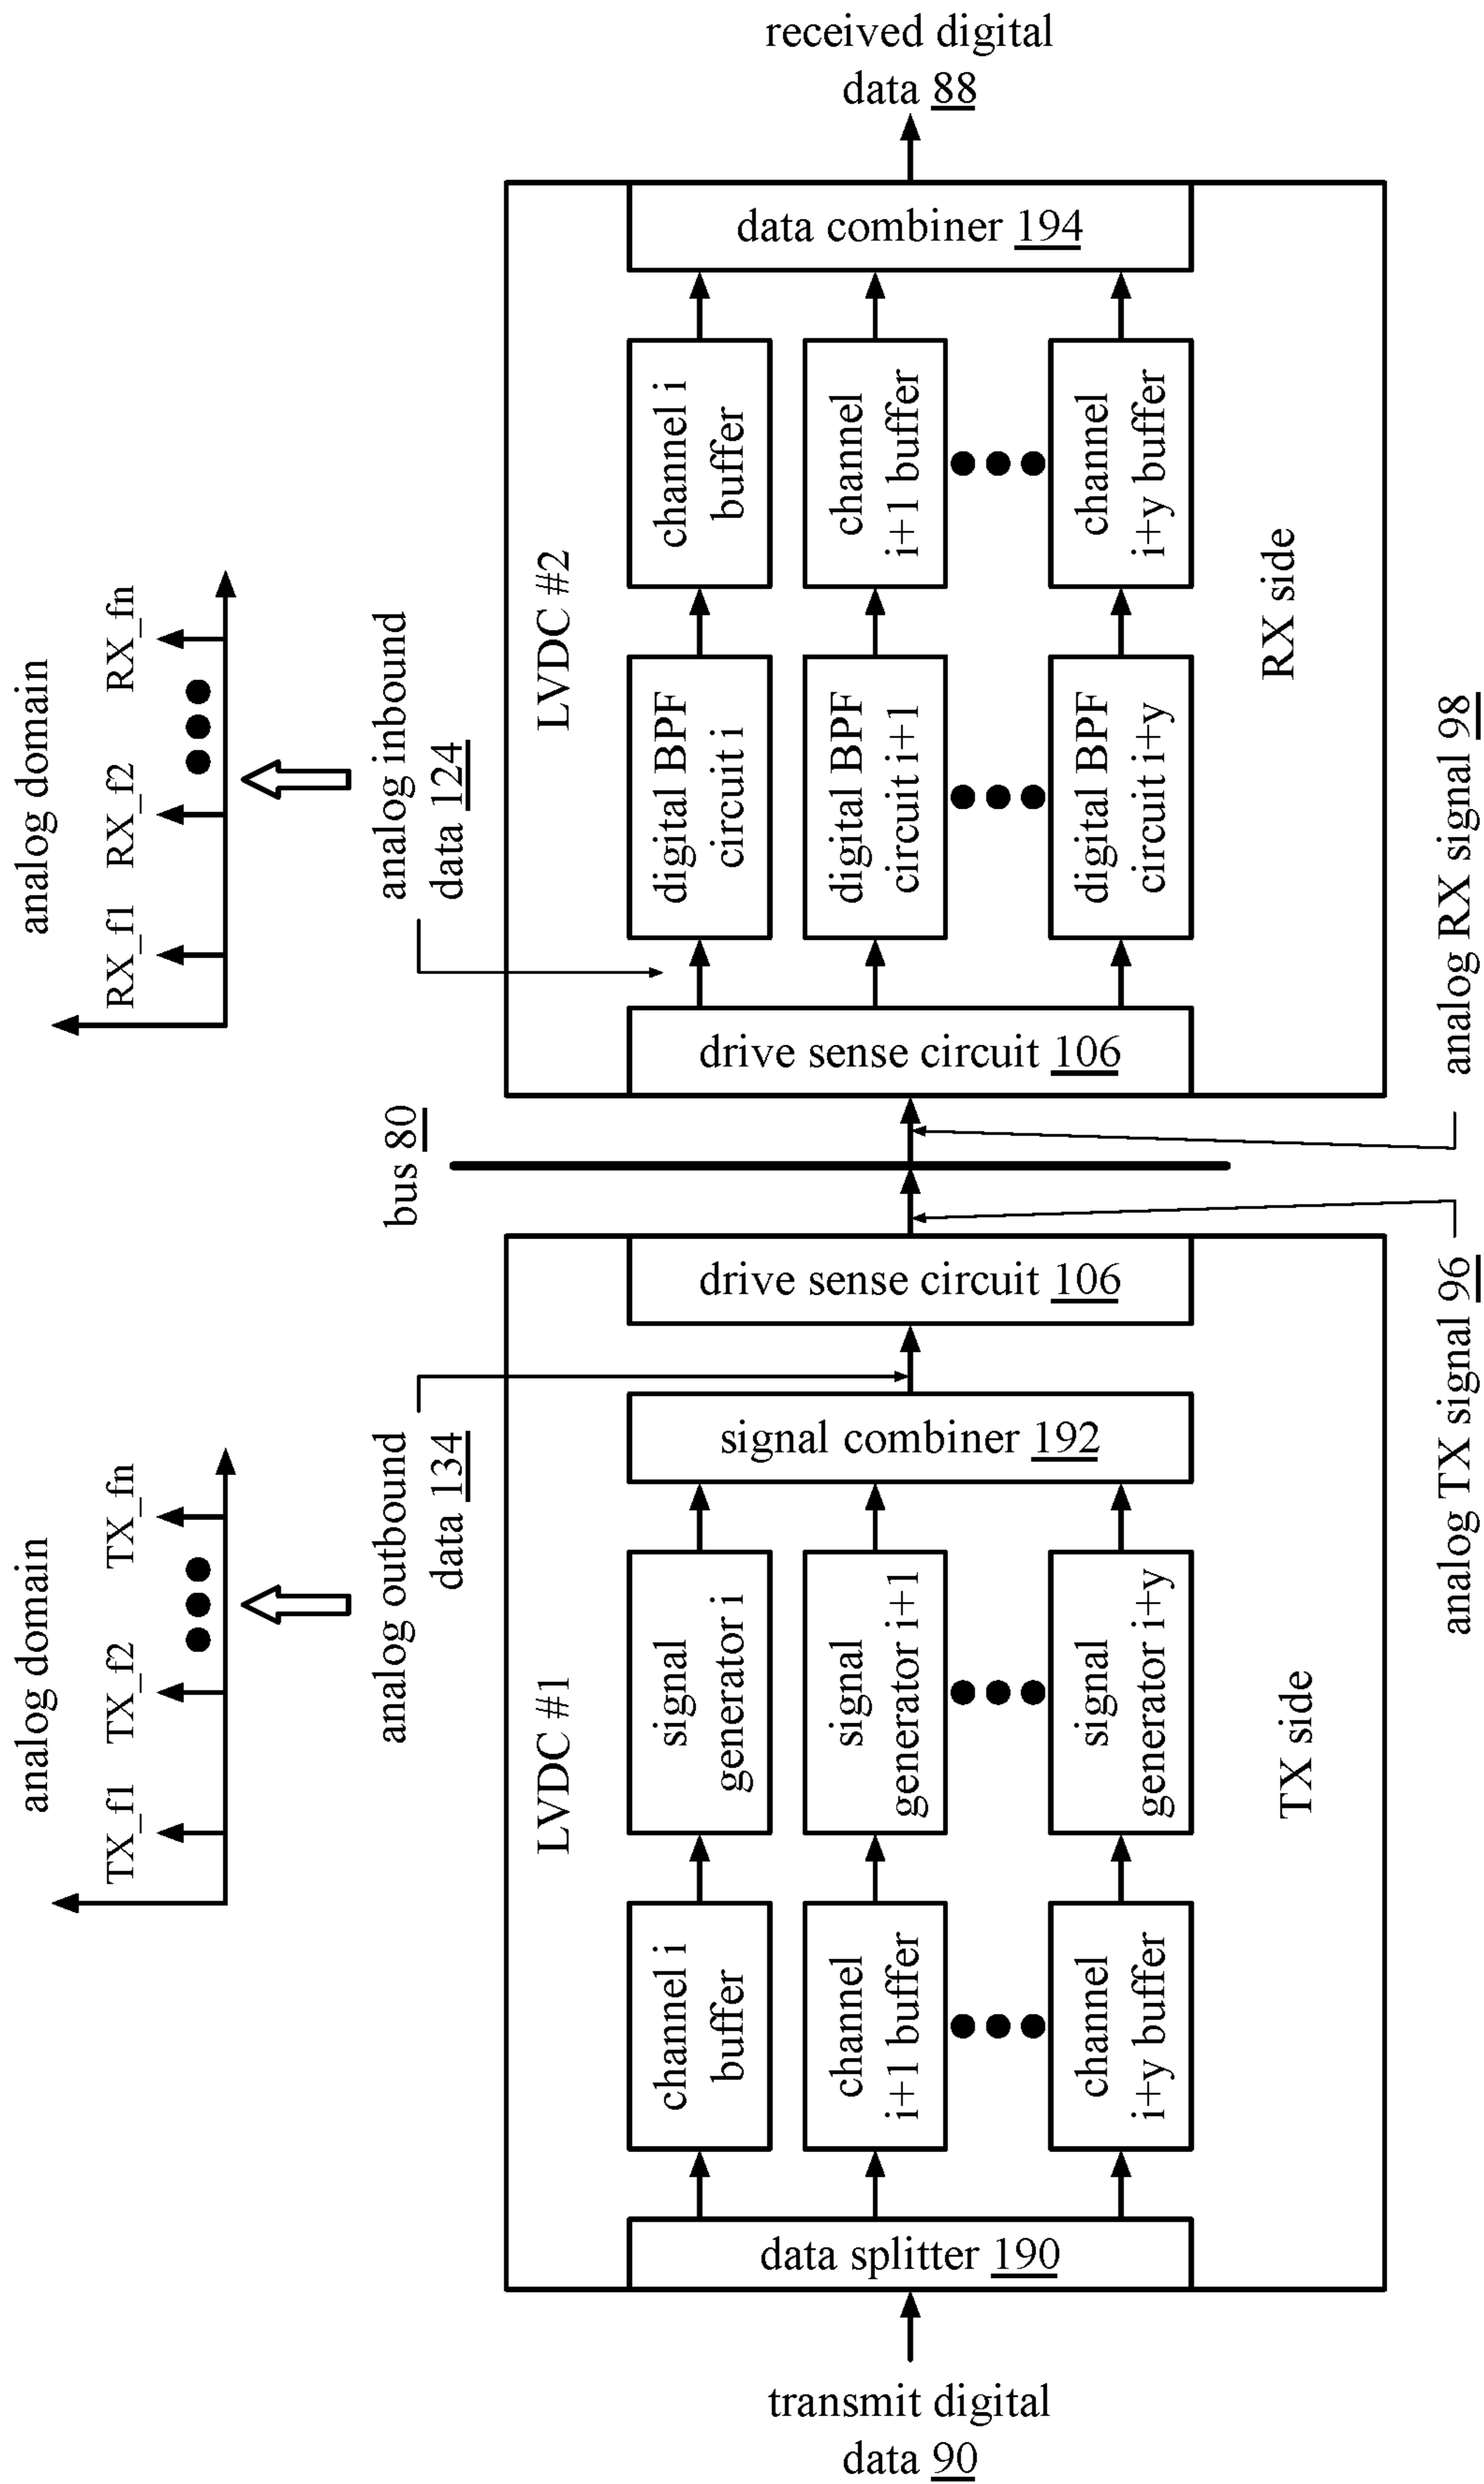 received digital
data 88
data combiner 194
channel i
buffer
channel
i+1 buffer
channel
i+y buffer
LVDC #2
digital BPF
circuit i
digital BPF
circuit i+1
digital BPF
circuit i+y
RX side
drive sense circuit 106
analog domain
RX_f1
RX_f2
RX_fn
analog inbound
data 124
analog RX signal 98
bus 80
drive sense circuit 106
analog TX signal 96
signal combiner 192
analog domain
TX_f1
TX_f2
TX_fn
analog outbound
data 134
LVDC #1
signal
generator i
signal
generator i+1
signal
generator i+y
TX side
channel i
buffer
channel
i+1 buffer
channel
i+y buffer
data splitter 190
transmit digital
data 90